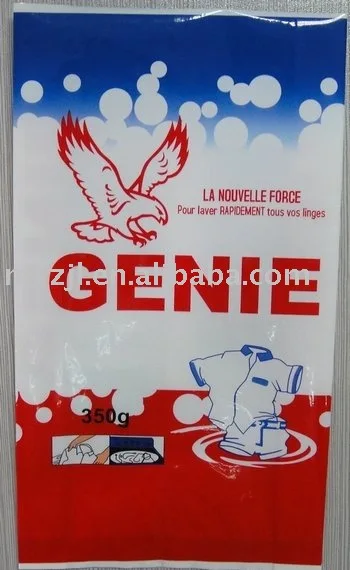 LA NOUVELLE FORCE
Pour laver RAPIDEMENT tous vos linges
GENIE
350g